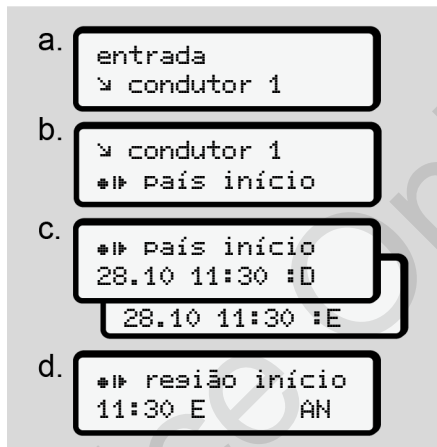 a.
entrada
↘ condutor 1
b.
↘ condutor 1
país início
c.
país início
28.10 11:30 :D
28.10 11:30 :E
d.
região início
11:30 E AN